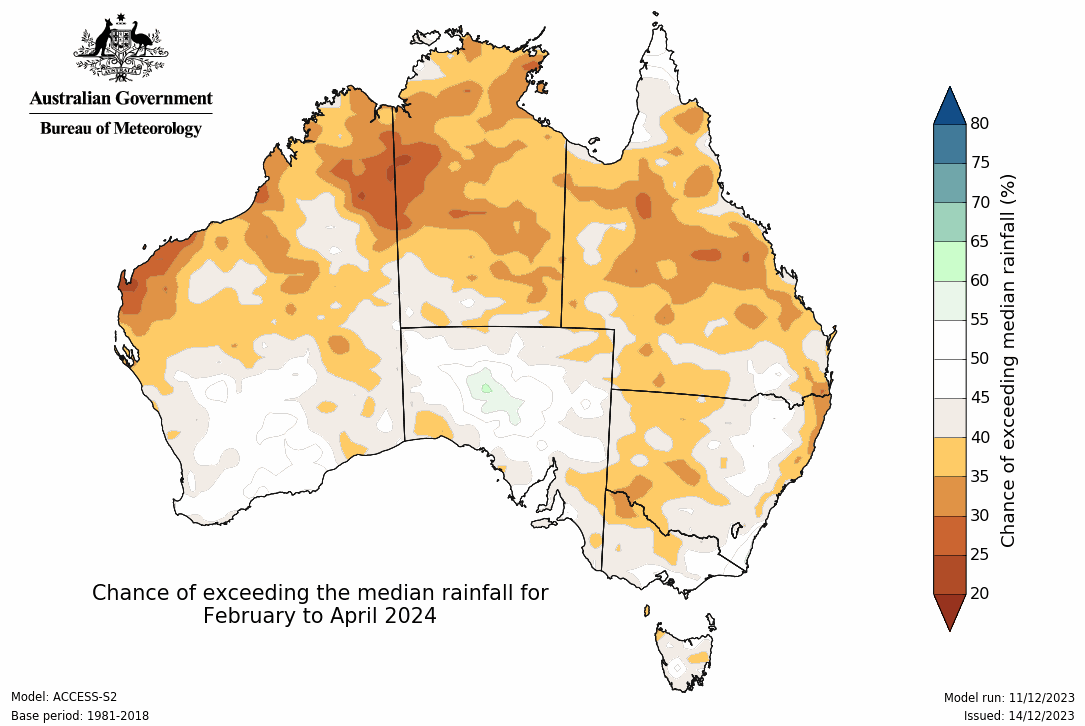 Australian Government
Bureau of Meteorology
80
75
70
65
60
55
50
45
40
35
30
25
20
Chance of exceeding median rainfall (%)
Chance of exceeding the median rainfall for
February to April 2024
Model: ACCESS-S2
Base period: 1981-2018
Model run: 11/12/2023
Issued: 14/12/2023